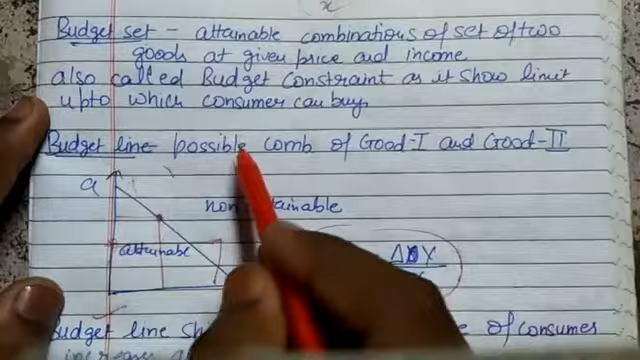 x
Budget set - attainable combinations of set of two
goods at given price and income
also called Budget Constraint as it show limit
upto which consumer can buy
Budget line - possible comb of Good-I and Good-II
a
non
attainable
ΔY
Budget line of consumers
increase